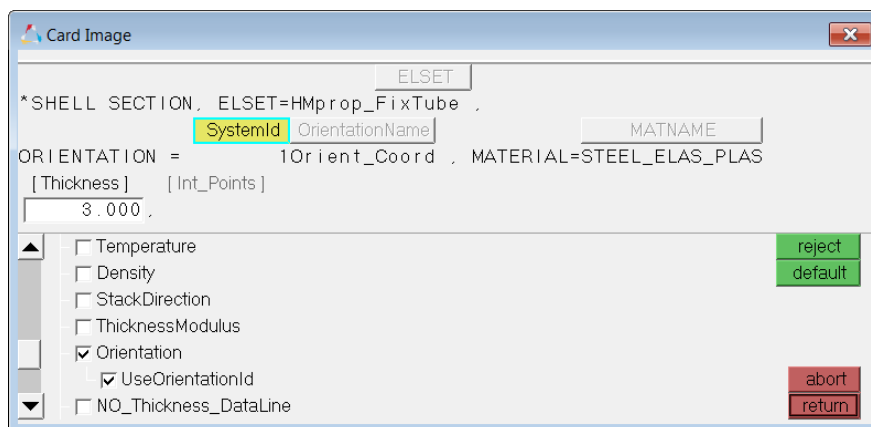 Card Image
ELSET
*SHELL SECTION, ELSET=HMprop_FixTube ,
SystemId OrientationName MATNAME
ORIENTATION = 1Orient_Coord , MATERIAL=STEEL_ELAS_PLAS
[Thickness] [Int_Points]
3.000 ,
Temperature reject
Density default
StackDirection
ThicknessModulus
Orientation
UseOrientationId abort
NO_Thickness_DataLine return